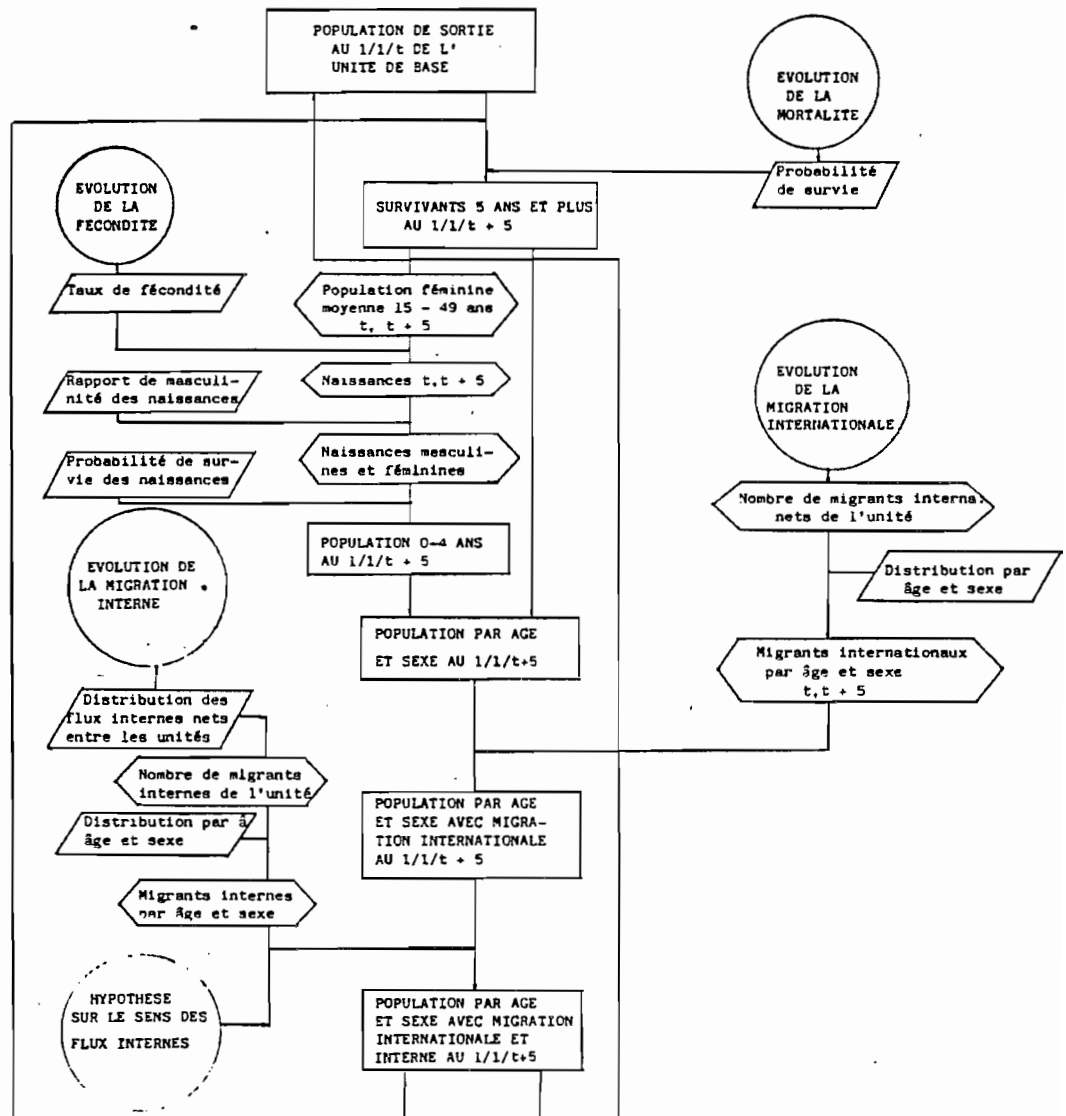 POPULATION DE SORTIE
AU 1/1/t DE L'
UNITE DE BASE
EVOLUTION
DE LA
MORTALITE
Probabilité
de survie
EVOLUTION
DE LA
FECONDITE
SURVIVANTS 5 ANS ET PLUS
AU 1/1/t + 5
Taux de fécondité
Population féminine
moyenne 15 - 49 ans
t, t + 5
Rapport de masculi-
nité des naissances
Naissances t,t + 5
EVOLUTION
DE LA
MIGRATION
INTERNATIONALE
Probabilité de sur-
vie des naissances
Naissances masculi-
nes et féminines
Nombre de migrants interna.
nets de l'unité
POPULATION 0-4 ANS
AU 1/1/t + 5
EVOLUTION DE
LA MIGRATION
INTERNE
Distribution par
âge et sexe
POPULATION PAR AGE
ET SEXE AU 1/1/t+5
Migrants internationaux
par âge et sexe
t,t + 5
Distribution des
flux internes nets
entre les unités
Nombre de migrants
internes de l'unité
POPULATION PAR AGE
ET SEXE AVEC MIGRA-
TION INTERNATIONALE
AU 1/1/t + 5
Distribution par â
âge et sexe
Migrants internes
par âge et sexe
HYPOTHESE
SUR LE SENS DES
FLUX INTERNES
POPULATION PAR AGE
ET SEXE AVEC MIGRATION
INTERNATIONALE ET
INTERNE AU 1/1/t+5